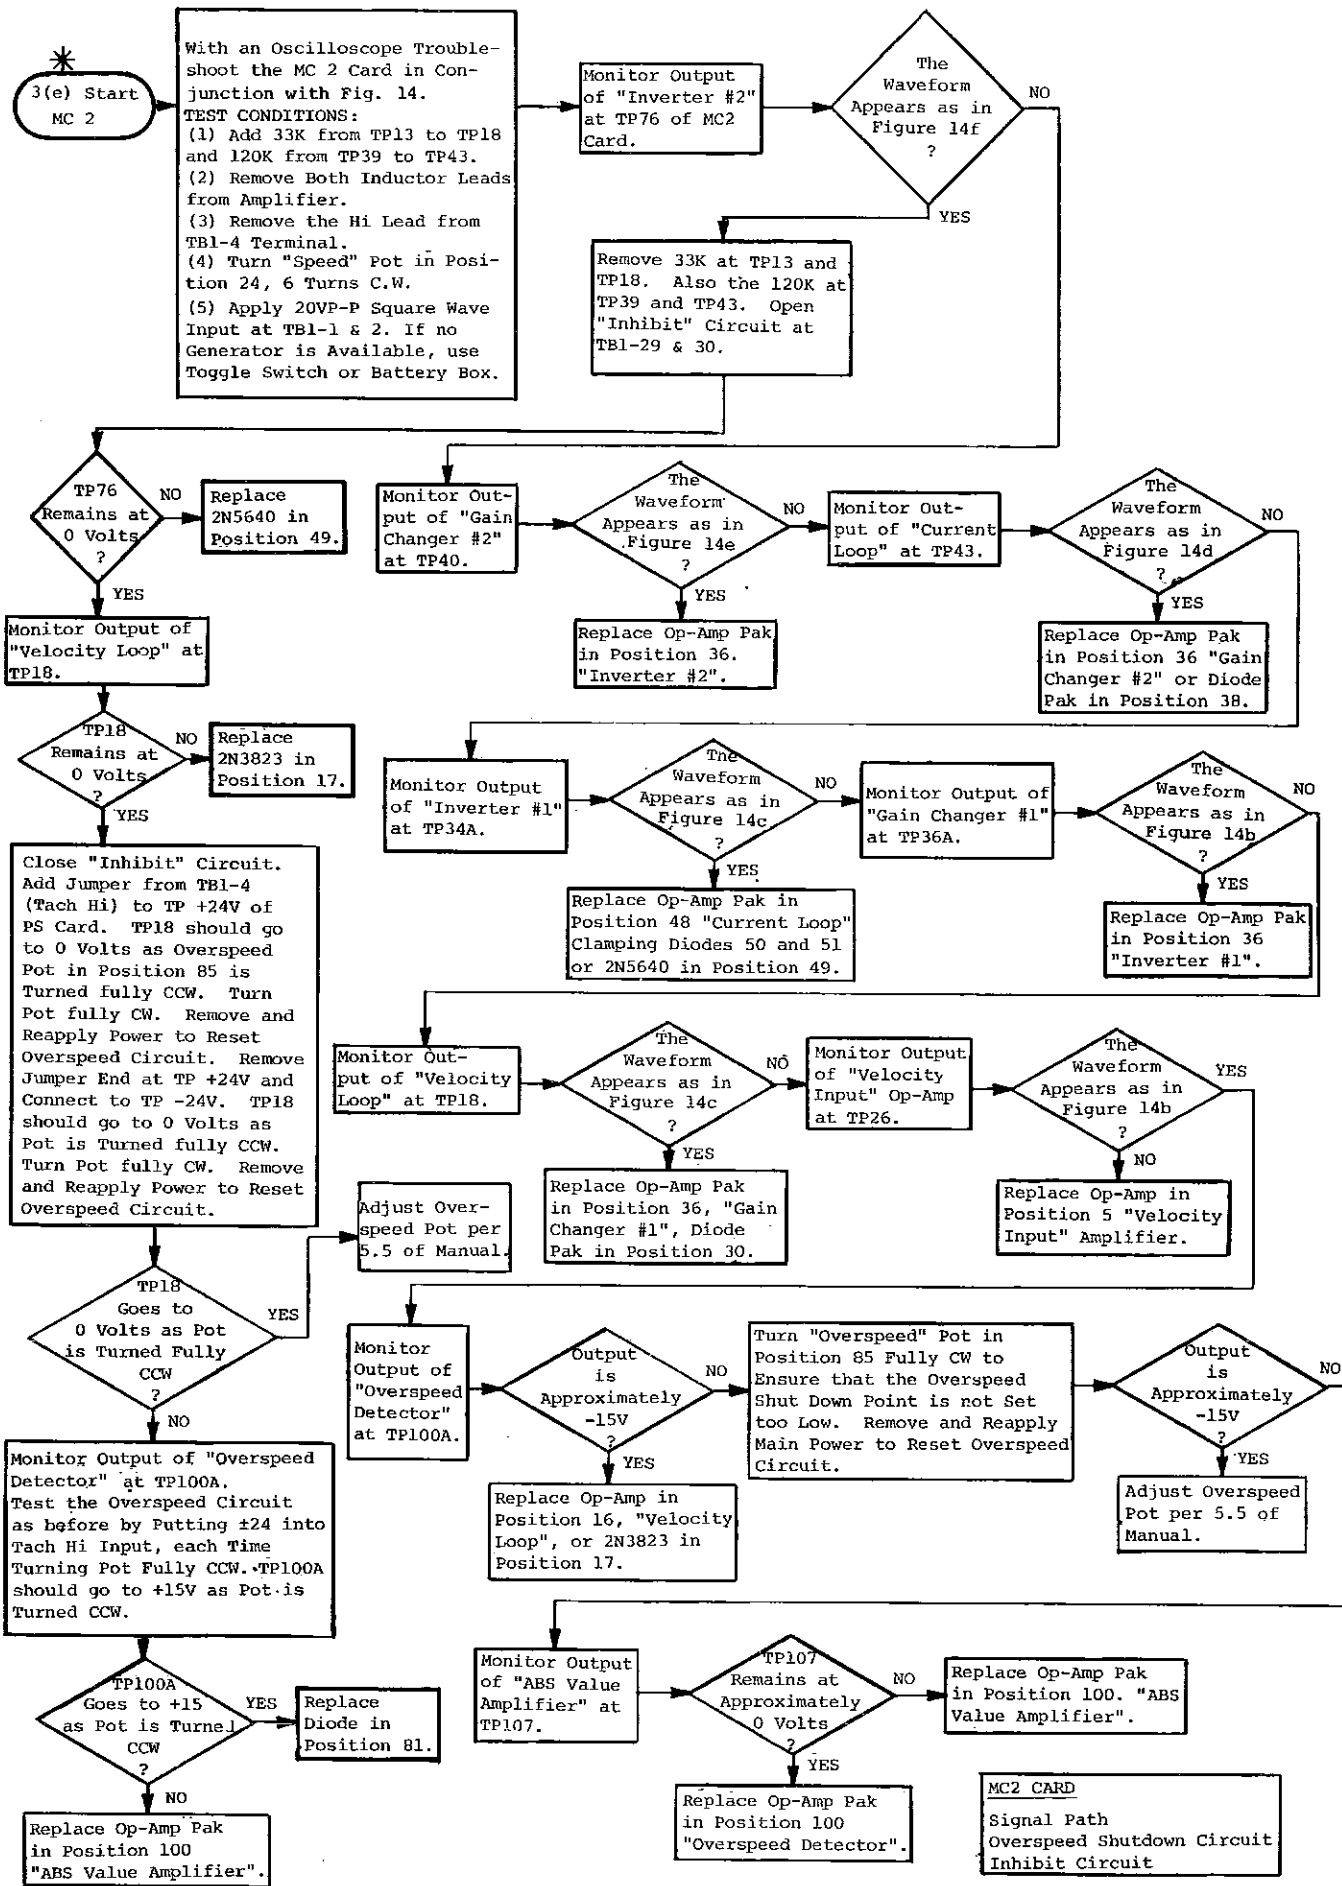 3(e) Start
MC 2
With an Oscilloscope Trouble-
shoot the MC 2 Card in Con-
junction with Fig. 14.
TEST CONDITIONS:
(1) Add 33K from TP13 to TP18
and 120K from TP39 to TP43.
(2) Remove Both Inductor Leads
from Amplifier.
(3) Remove the Hi Lead from
TB1-4 Terminal.
(4) Turn "Speed" Pot in Posi-
tion 24, 6 Turns C.W.
(5) Apply 20VP-P Square Wave
Input at TB1-1 & 2. If no
Generator is Available, use
Toggle Switch or Battery Box.
Monitor Output
of "Inverter #2"
at TP76 of MC2
Card.
The
Waveform
Appears as in
Figure 14f
?
NO
YES
Remove 33K at TP13 and
TP18. Also the 120K at
TP39 and TP43. Open
"Inhibit" Circuit at
TB1-29 & 30.
TP76
Remains at
0 Volts
?
NO
Replace
2N5640 in
Position 49.
YES
Monitor Out-
put of "Gain
Changer #2"
at TP40.
The
Waveform
Appears as in
Figure 14e
?
NO
YES
Replace Op-Amp Pak
in Position 36.
"Inverter #2".
Monitor Out-
put of "Current
Loop" at TP43.
The
Waveform
Appears as in
Figure 14d
?
NO
YES
Replace Op-Amp Pak
in Position 36 "Gain
Changer #2" or Diode
Pak in Position 38.
Monitor Output of
"Velocity Loop" at
TP18.
TP18
Remains at
0 Volts
?
NO
Replace
2N3823 in
Position 17.
YES
Monitor Output
of "Inverter #1"
at TP34A.
The
Waveform
Appears as in
Figure 14c
?
NO
YES
Replace Op-Amp Pak in
Position 48 "Current Loop"
Clamping Diodes 50 and 51
or 2N5640 in Position 49.
Monitor Output of
"Gain Changer #1"
at TP36A.
The
Waveform
Appears as in
Figure 14b
?
NO
YES
Replace Op-Amp Pak
in Position 36
"Inverter #1".
Close "Inhibit" Circuit.
Add Jumper from TB1-4
(Tach Hi) to TP +24V of
PS Card. TP18 should go
to 0 Volts as Overspeed
Pot in Position 85 is
Turned fully CCW. Turn
Pot fully CW. Remove and
Reapply Power to Reset
Overspeed Circuit. Remove
Jumper End at TP +24V and
Connect to TP -24V. TP18
should go to 0 Volts as
Pot is Turned fully CCW.
Turn Pot fully CW. Remove
and Reapply Power to Reset
Overspeed Circuit.
Monitor Out-
put of "Velocity
Loop" at TP18.
The
Waveform
Appears as in
Figure 14c
?
NO
YES
Replace Op-Amp Pak
in Position 36, "Gain
Changer #1", Diode
Pak in Position 30.
Monitor Output
of "Velocity
Input" Op-Amp
at TP26.
The
Waveform
Appears as in
Figure 14b
?
YES
NO
Replace Op-Amp in
Position 5 "Velocity
Input" Amplifier.
Adjust Over-
speed Pot per
5.5 of Manual.
TP18
Goes to
0 Volts as Pot
is Turned Fully
CCW
?
YES
NO
Monitor
Output of
"Overspeed
Detector"
at TP100A.
Output
is
Approximately
-15V
?
NO
YES
Replace Op-Amp in
Position 16, "Velocity
Loop", or 2N3823 in
Position 17.
Turn "Overspeed" Pot in
Position 85 Fully CW to
Ensure that the Overspeed
Shut Down Point is not Set
too Low. Remove and Reapply
Main Power to Reset Overspeed
Circuit.
Output
is
Approximately
-15V
?
NO
YES
Adjust Overspeed
Pot per 5.5 of
Manual.
Monitor Output of "Overspeed
Detector" at TP100A.
Test the Overspeed Circuit
as before by Putting ±24 into
Tach Hi Input, each Time
Turning Pot Fully CCW. TP100A
should go to +15V as Pot is
Turned CCW.
TP100A
Goes to +15
as Pot is Turned
CCW
?
YES
Replace
Diode in
Position 81.
NO
Replace Op-Amp Pak
in Position 100
"ABS Value Amplifier".
Monitor Output
of "ABS Value
Amplifier" at
TP107.
TP107
Remains at
Approximately
0 Volts
?
NO
Replace Op-Amp Pak
in Position 100. "ABS
Value Amplifier".
YES
Replace Op-Amp Pak
in Position 100
"Overspeed Detector".
MC2 CARD
Signal Path
Overspeed Shutdown Circuit
Inhibit Circuit